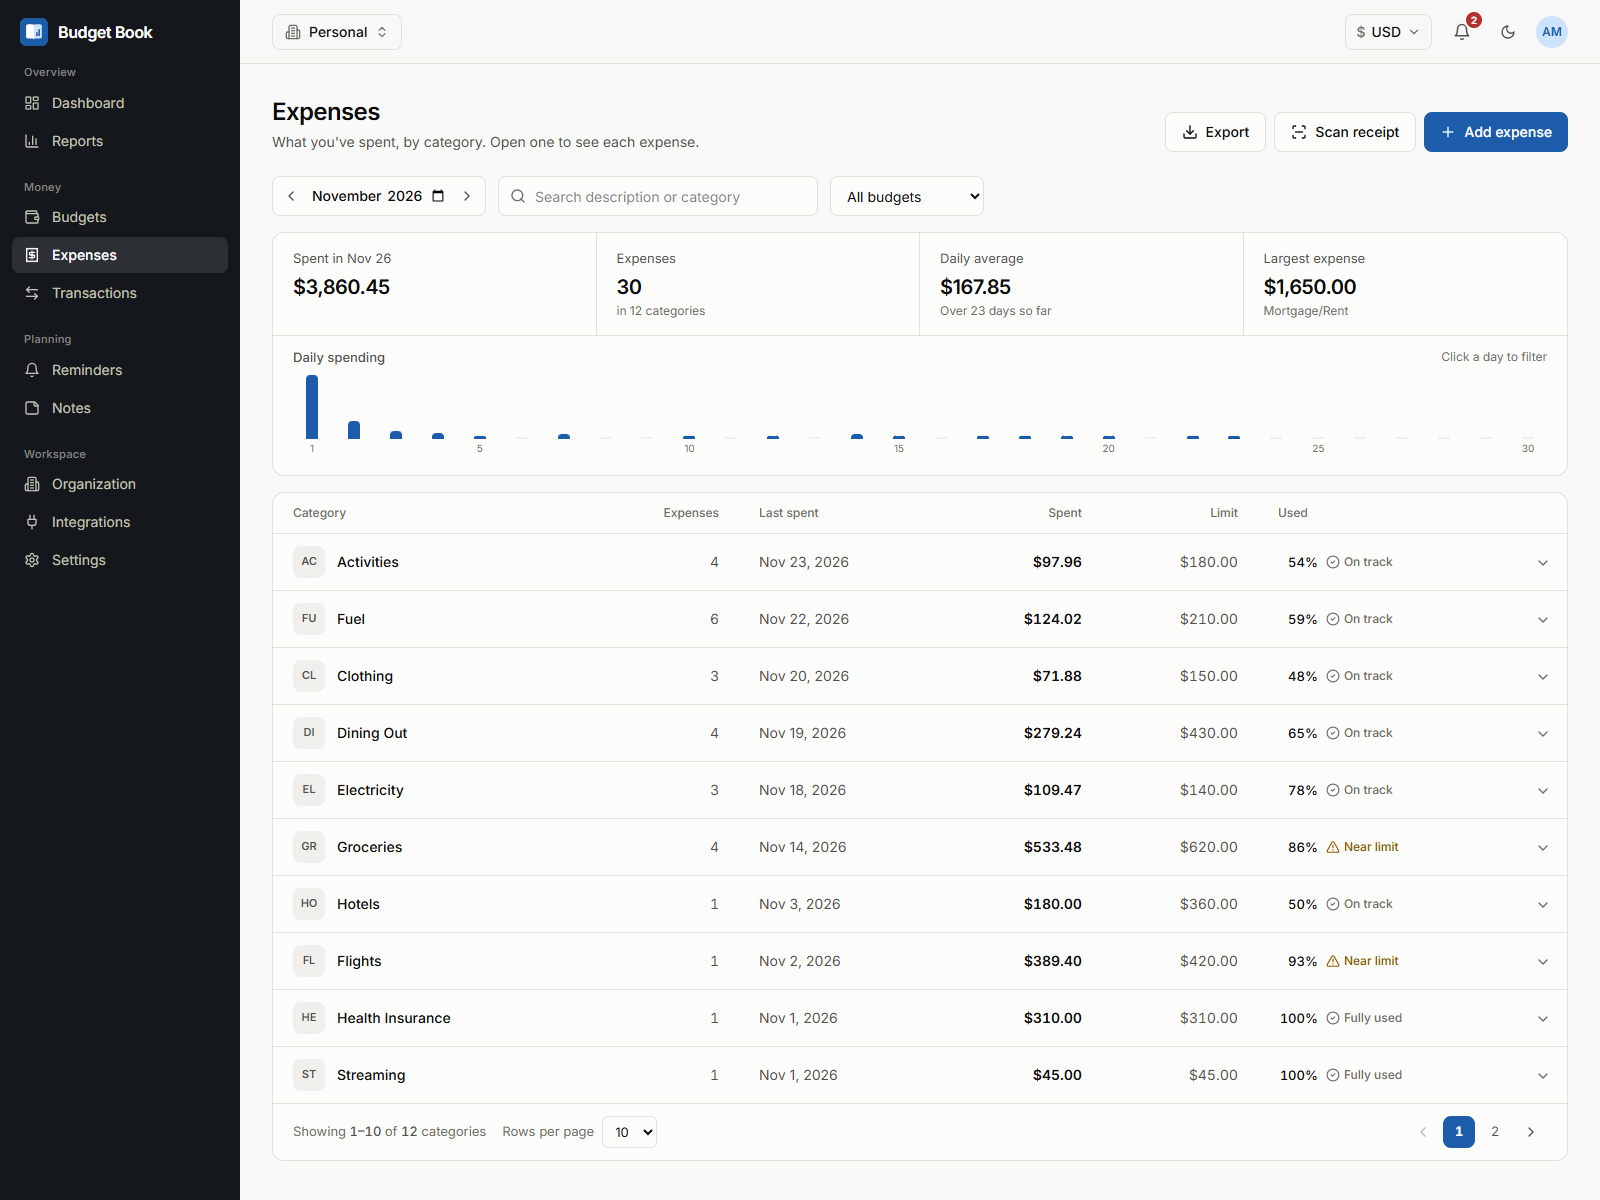 Budget Book
Overview
Dashboard
Reports
Money
Budgets
Expenses
Transactions
Planning
Reminders
Notes
Workspace
Organization
Integrations
Settings
Personal
$ USD
2
AM
Expenses
What you've spent, by category. Open one to see each expense.
Export
Scan receipt
Add expense
November 2026
Search description or category
All budgets
Spent in Nov 26
$3,860.45
Expenses
30
in 12 categories
Daily average
$167.85
Over 23 days so far
Largest expense
$1,650.00
Mortgage/Rent
Daily spending
Click a day to filter
1 5 10 15 20 25 30
Category Expenses Last spent Spent Limit Used
AC Activities 4 Nov 23, 2026 $97.96 $180.00 54% On track
FU Fuel 6 Nov 22, 2026 $124.02 $210.00 59% On track
CL Clothing 3 Nov 20, 2026 $71.88 $150.00 48% On track
DI Dining Out 4 Nov 19, 2026 $279.24 $430.00 65% On track
EL Electricity 3 Nov 18, 2026 $109.47 $140.00 78% On track
GR Groceries 4 Nov 14, 2026 $533.48 $620.00 86% Near limit
HO Hotels 1 Nov 3, 2026 $180.00 $360.00 50% On track
FL Flights 1 Nov 2, 2026 $389.40 $420.00 93% Near limit
HE Health Insurance 1 Nov 1, 2026 $310.00 $310.00 100% Fully used
ST Streaming 1 Nov 1, 2026 $45.00 $45.00 100% Fully used
Showing 1–10 of 12 categories Rows per page 10 1 2